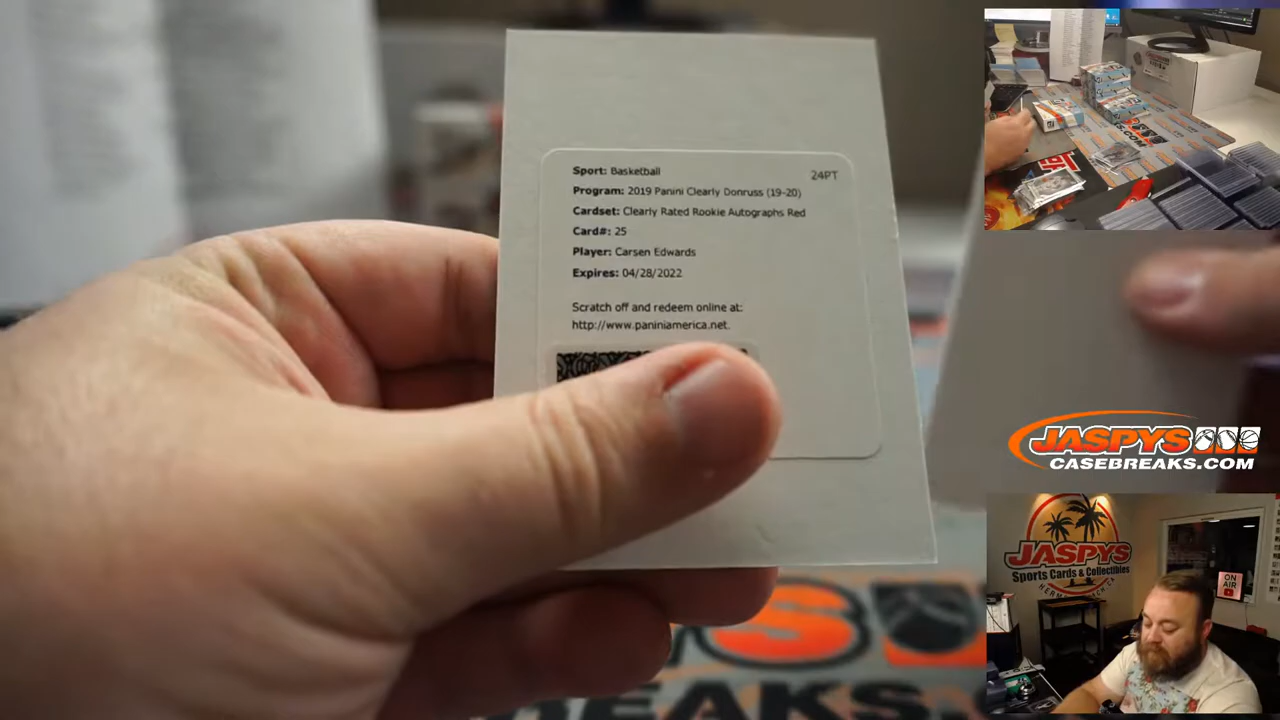 Sport: Basketball
24PT
Program: 2019 Panini Clearly Donruss (19-20)
Cardset: Clearly Rated Rookie Autographs Red
Card#: 25
Player: Carsen Edwards
Expires: 04/28/2022
Scratch off and redeem online at:
http://www.paniniamerica.net.
JASPYS
CASEBREAKS.COM
JASPYS
Sports Cards & Collectibles
ON
AIR